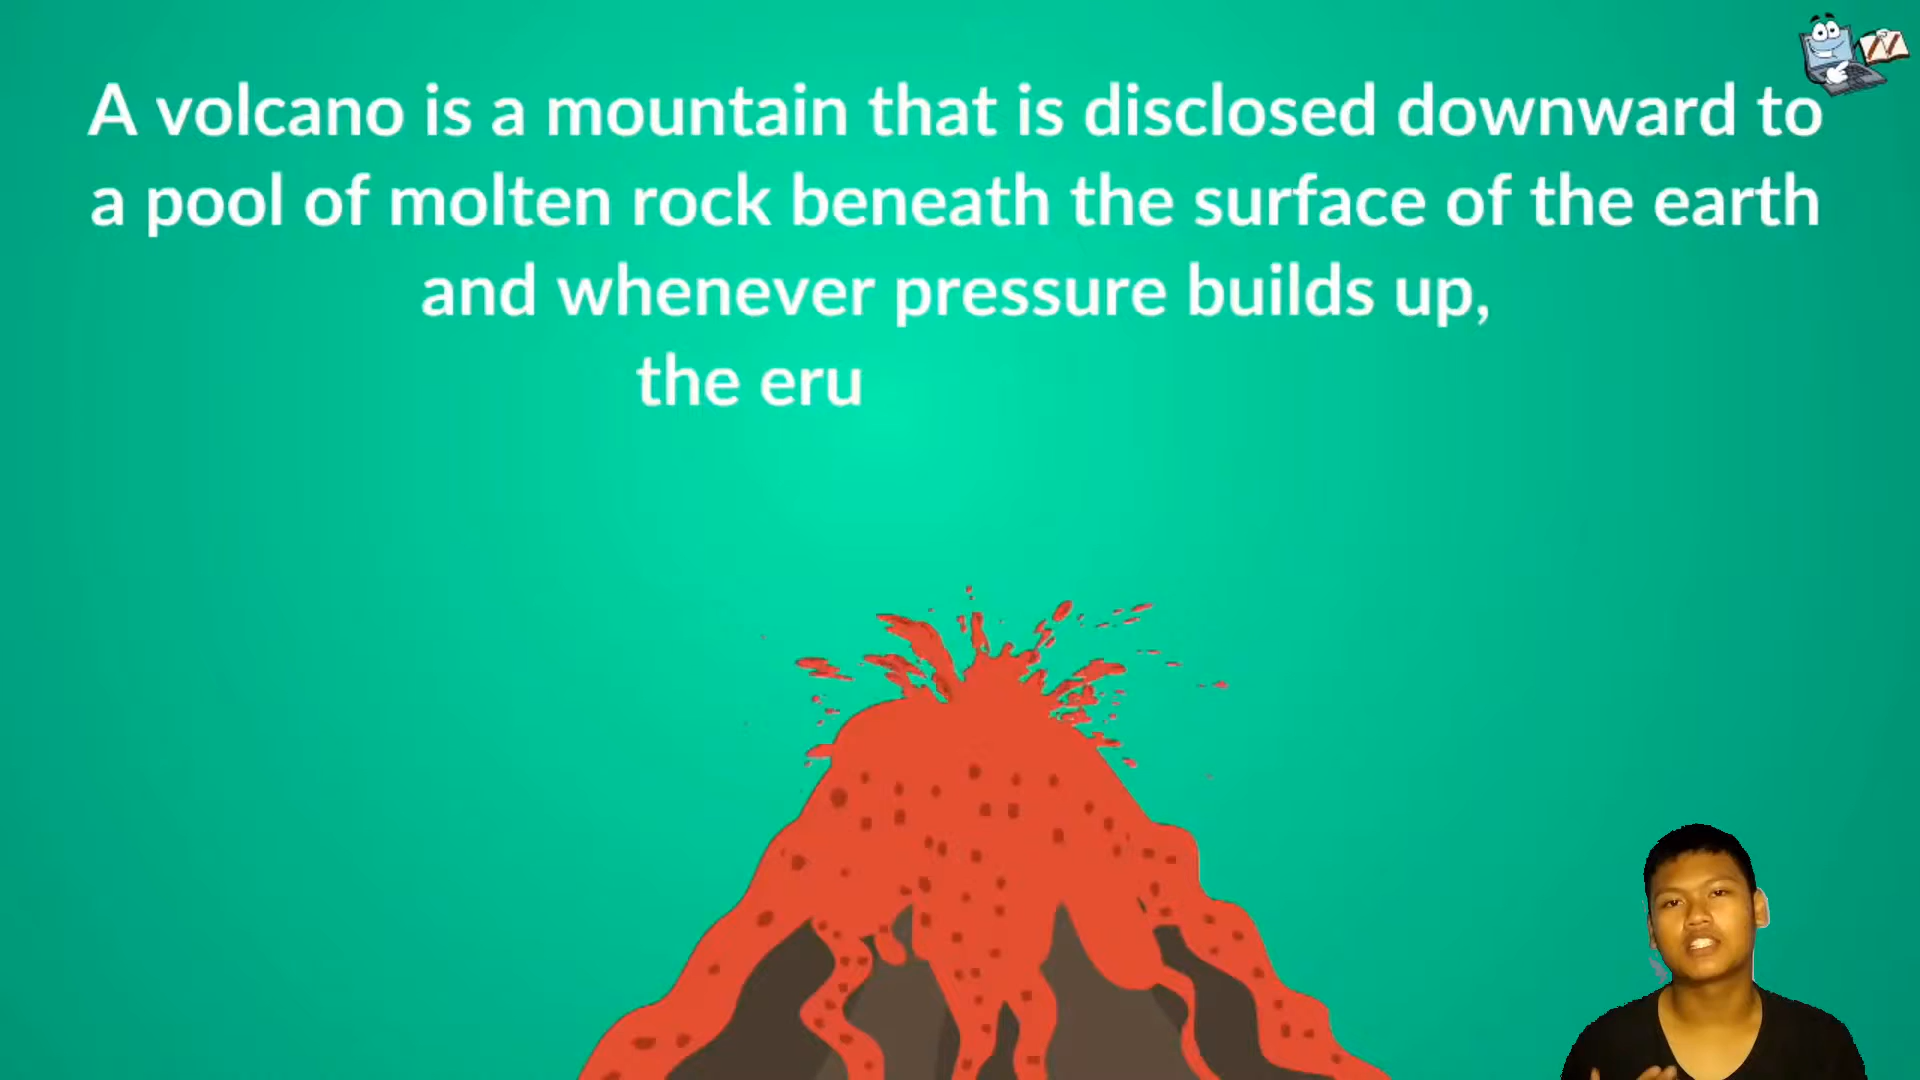 A volcano is a mountain that is disclosed downward to
a pool of molten rock beneath the surface of the earth
and whenever pressure builds up,
the eru